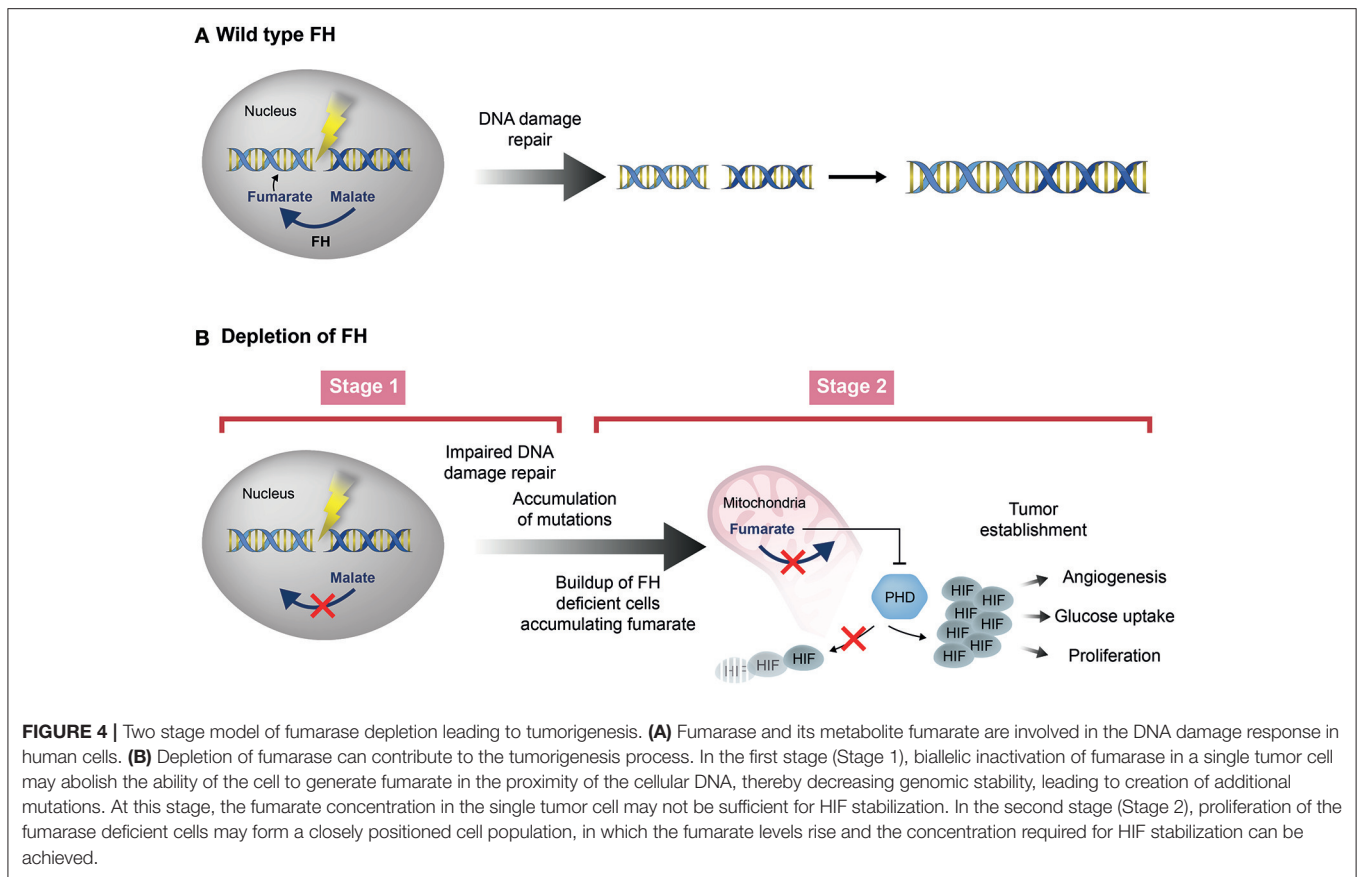 A Wild type FH
Nucleus
Fumarate Malate
FH
DNA damage
repair
B Depletion of FH
Stage 1
Stage 2
Nucleus
Malate
Impaired DNA
damage repair
Accumulation
of mutations
Buildup of FH
deficient cells
accumulating fumarate
Mitochondria
Fumarate
PHD
HIF HIF HIF
HIF
HIF
HIF
HIF
HIF
HIF
HIF
Tumor
establishment
Angiogenesis
Glucose uptake
Proliferation
FIGURE 4 | Two stage model of fumarase depletion leading to tumorigenesis. (A) Fumarase and its metabolite fumarate are involved in the DNA damage response in
human cells. (B) Depletion of fumarase can contribute to the tumorigenesis process. In the first stage (Stage 1), biallelic inactivation of fumarase in a single tumor cell
may abolish the ability of the cell to generate fumarate in the proximity of the cellular DNA, thereby decreasing genomic stability, leading to creation of additional
mutations. At this stage, the fumarate concentration in the single tumor cell may not be sufficient for HIF stabilization. In the second stage (Stage 2), proliferation of the
fumarase deficient cells may form a closely positioned cell population, in which the fumarate levels rise and the concentration required for HIF stabilization can be
achieved.